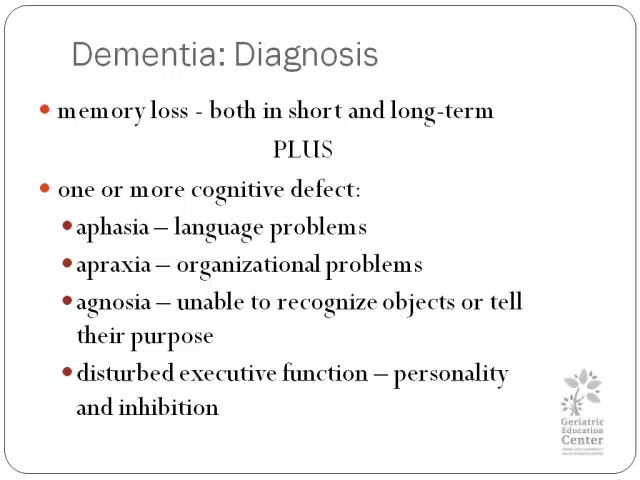 Dementia: Diagnosis
• memory loss - both in short and long-term
PLUS
• one or more cognitive defect:
• aphasia – language problems
• apraxia – organizational problems
• agnosia – unable to recognize objects or tell
their purpose
• disturbed executive function – personality
and inhibition
Geriatric
Education
Center